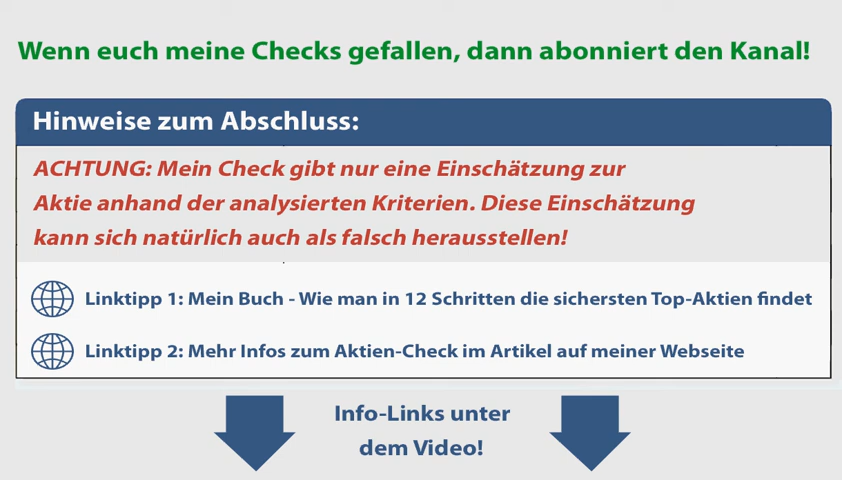 Wenn euch meine Checks gefallen, dann abonniert den Kanal!
Hinweise zum Abschluss:
ACHTUNG: Mein Check gibt nur eine Einschätzung zur
Aktie anhand der analysierten Kriterien. Diese Einschätzung
kann sich natürlich auch als falsch herausstellen!
Linktipp 1: Mein Buch - Wie man in 12 Schritten die sichersten Top-Aktien findet
Linktipp 2: Mehr Infos zum Aktien-Check im Artikel auf meiner Webseite
Info-Links unter
dem Video!